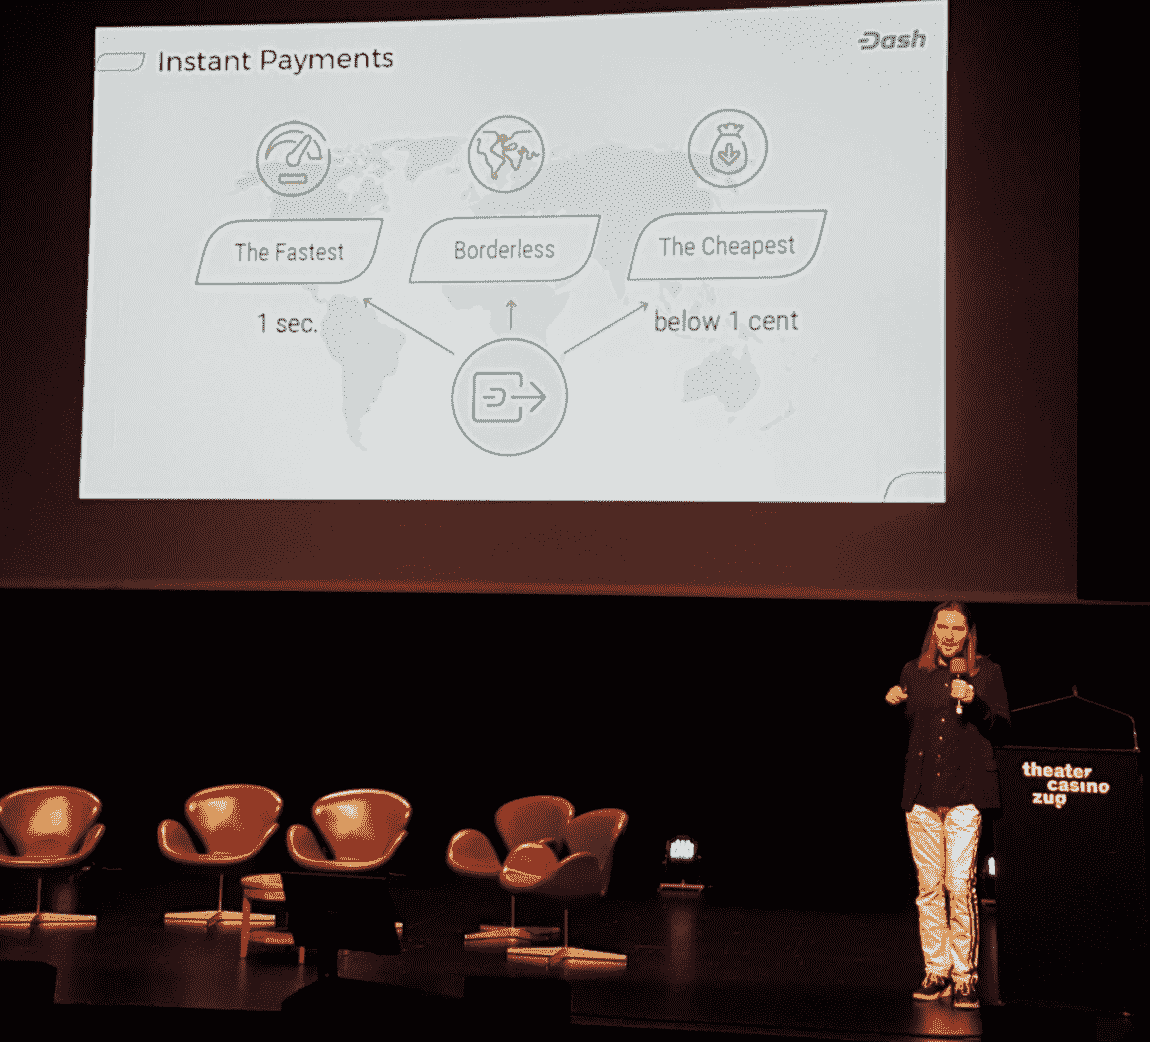 Instant Payments
Dash
The Fastest
Borderless
The Cheapest
1 sec.
below 1 cent
theater
casino
zug